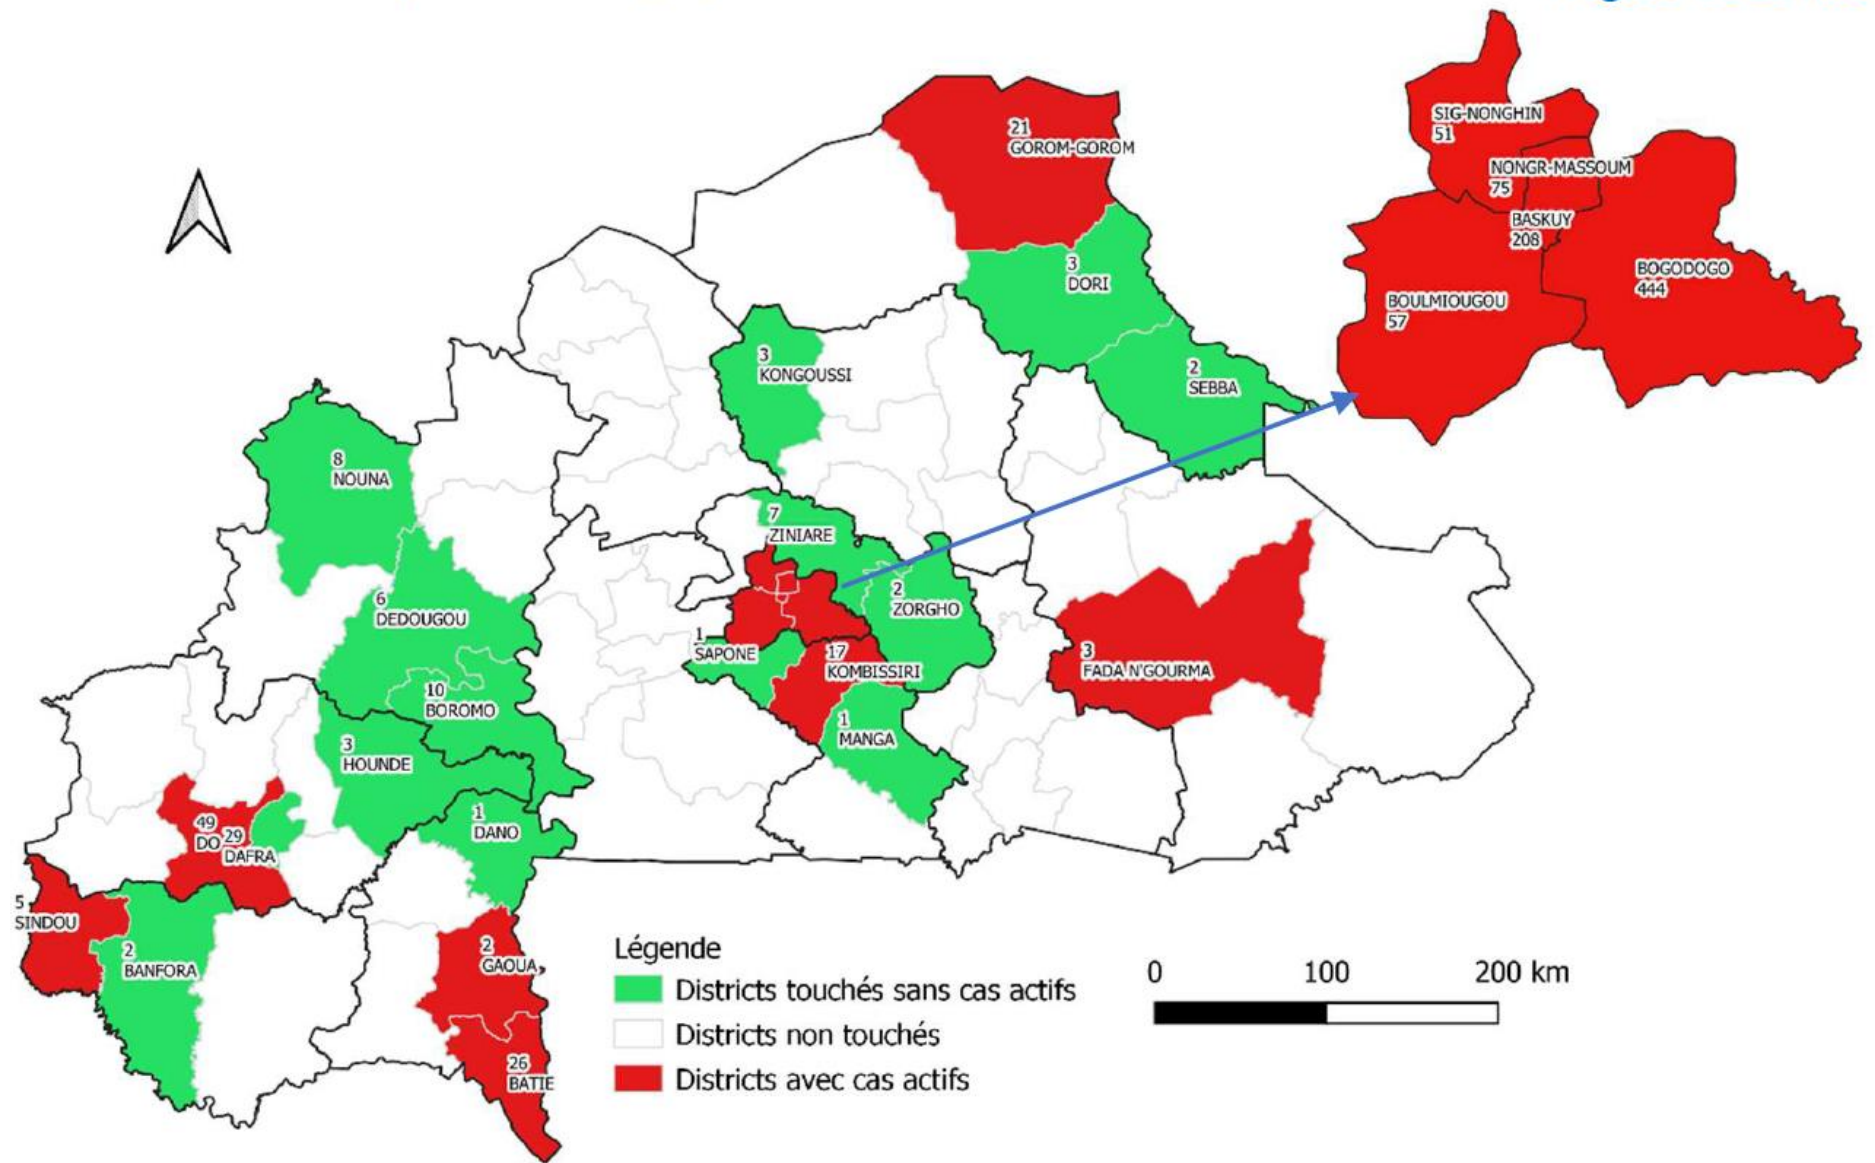 21
GOROM-GOROM
SIG-NONGHIN
51
NONGR-MASSOUM
75
BASKUY
208
BOGODOGO
444
BOULMIOUGOU
57
3
DORI
3
KONGOUSSI
2
SEBBA
8
NOUNA
7
ZINIARE
2
ZORGHO
6
DEDOUGOU
1
SAPONE
17
KOMBISSIRI
3
FADA N'GOURMA
10
BOROMO
1
MANGA
3
HOUNDE
1
DANO
49
DO
29
DAFRA
5
SINDOU
2
BANFORA
2
GAOUA
26
BATIE
Légende
Districts touchés sans cas actifs
Districts non touchés
Districts avec cas actifs
0 100 200 km